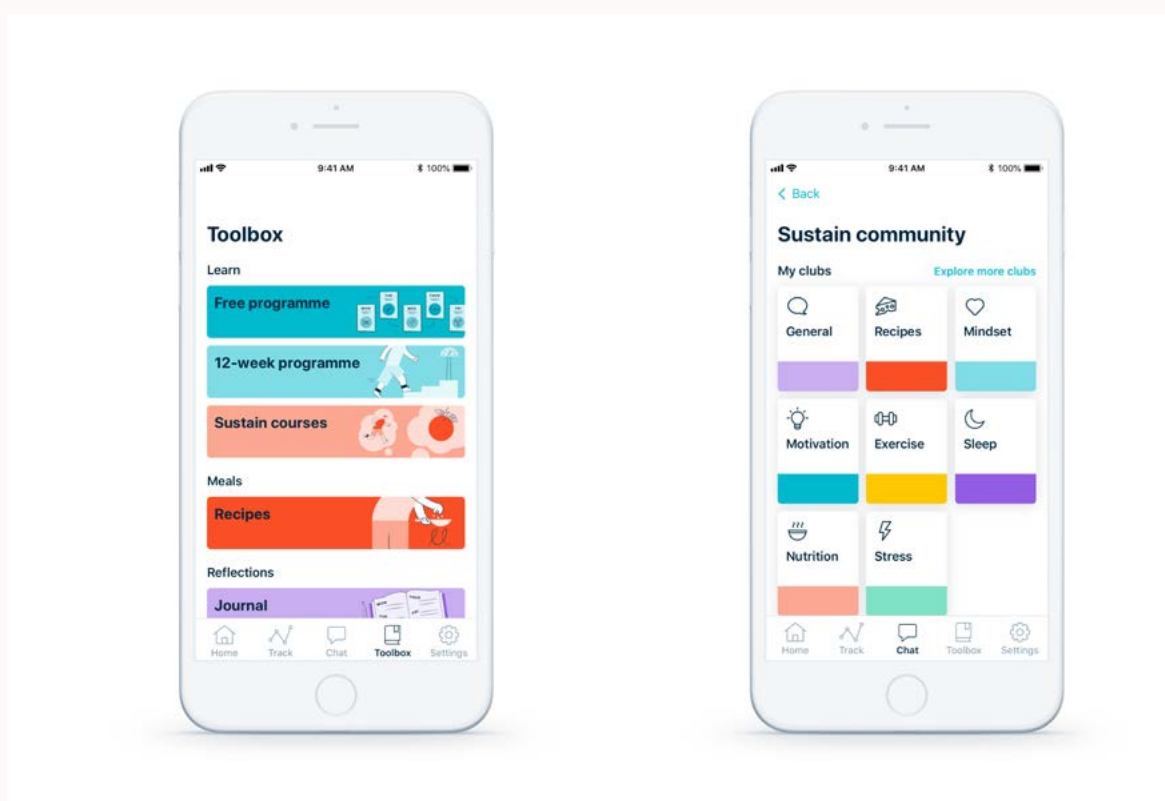 9:41 AM 100%
Toolbox
Learn
Free programme
12-week programme
Sustain courses
Meals
Recipes
Reflections
Journal
Home Track Chat Toolbox Settings
9:41 AM 100%
Back
Sustain community
My clubs Explore more clubs
General Recipes Mindset
Motivation Exercise Sleep
Nutrition Stress
Home Track Chat Toolbox Settings